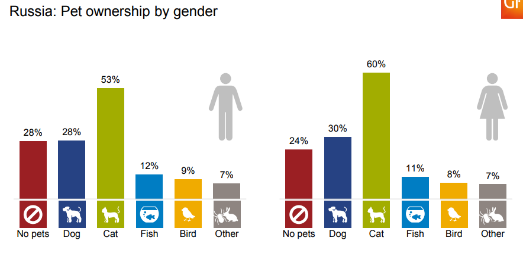 Russia: Pet ownership by gender
Gf
28% 28% 53% 12% 9% 7%
No pets Dog Cat Fish Bird Other
24% 30% 60% 11% 8% 7%
No pets Dog Cat Fish Bird Other